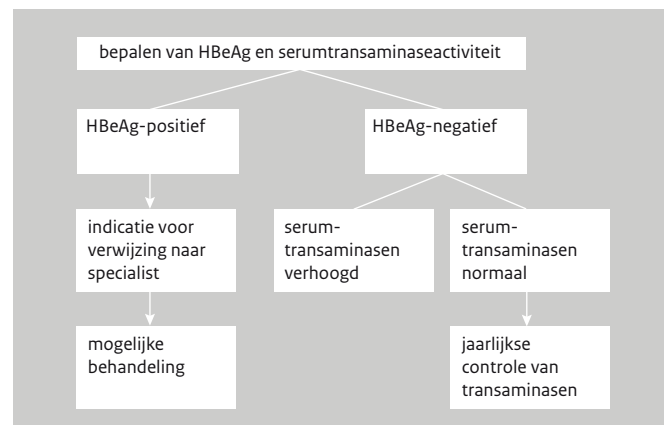 bepalen van HBeAg en serumtransaminaseactiviteit
HBeAg-positief
HBeAg-negatief
indicatie voor
verwijzing naar
specialist
serum-
transaminasen
verhoogd
serum-
transaminasen
normaal
mogelijke
behandeling
jaarlijkse
controle van
transaminasen